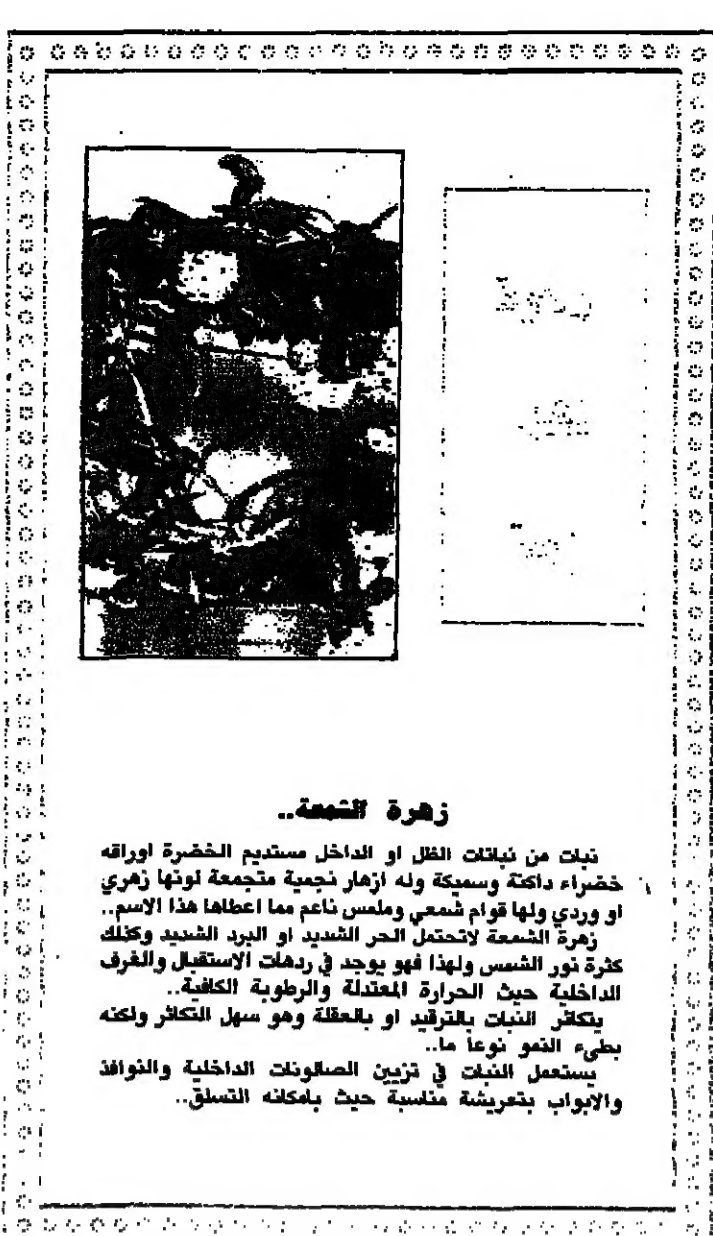 زهرة الشمعة..
نبات من نباتات الظل او الداخل مستديم الخضرة اوراقه
خضراء داكنة وسميكة وله ازهار نجمية متجمعة لونها زهري
او وردي ولها قوام شمعي وملمس ناعم مما اعطاها هذا الاسم..
زهرة الشمعة لاتحتمل الحر الشديد او البرد الشديد وكذلك
كثرة نور الشمس ولهذا فهو يوجد في ردهات الاستقبال والغرف
الداخلية حيث الحرارة المعتدلة والرطوبة الكافية..
يتكاثر النبات بالترقيد او بالعقلة وهو سهل التكاثر ولكنه
بطيء النمو نوعاً ما..
يستعمل النبات في تزيين الصالونات الداخلية والنوافذ
والابواب بتعريشة مناسبة حيث بامكانه التسلق..